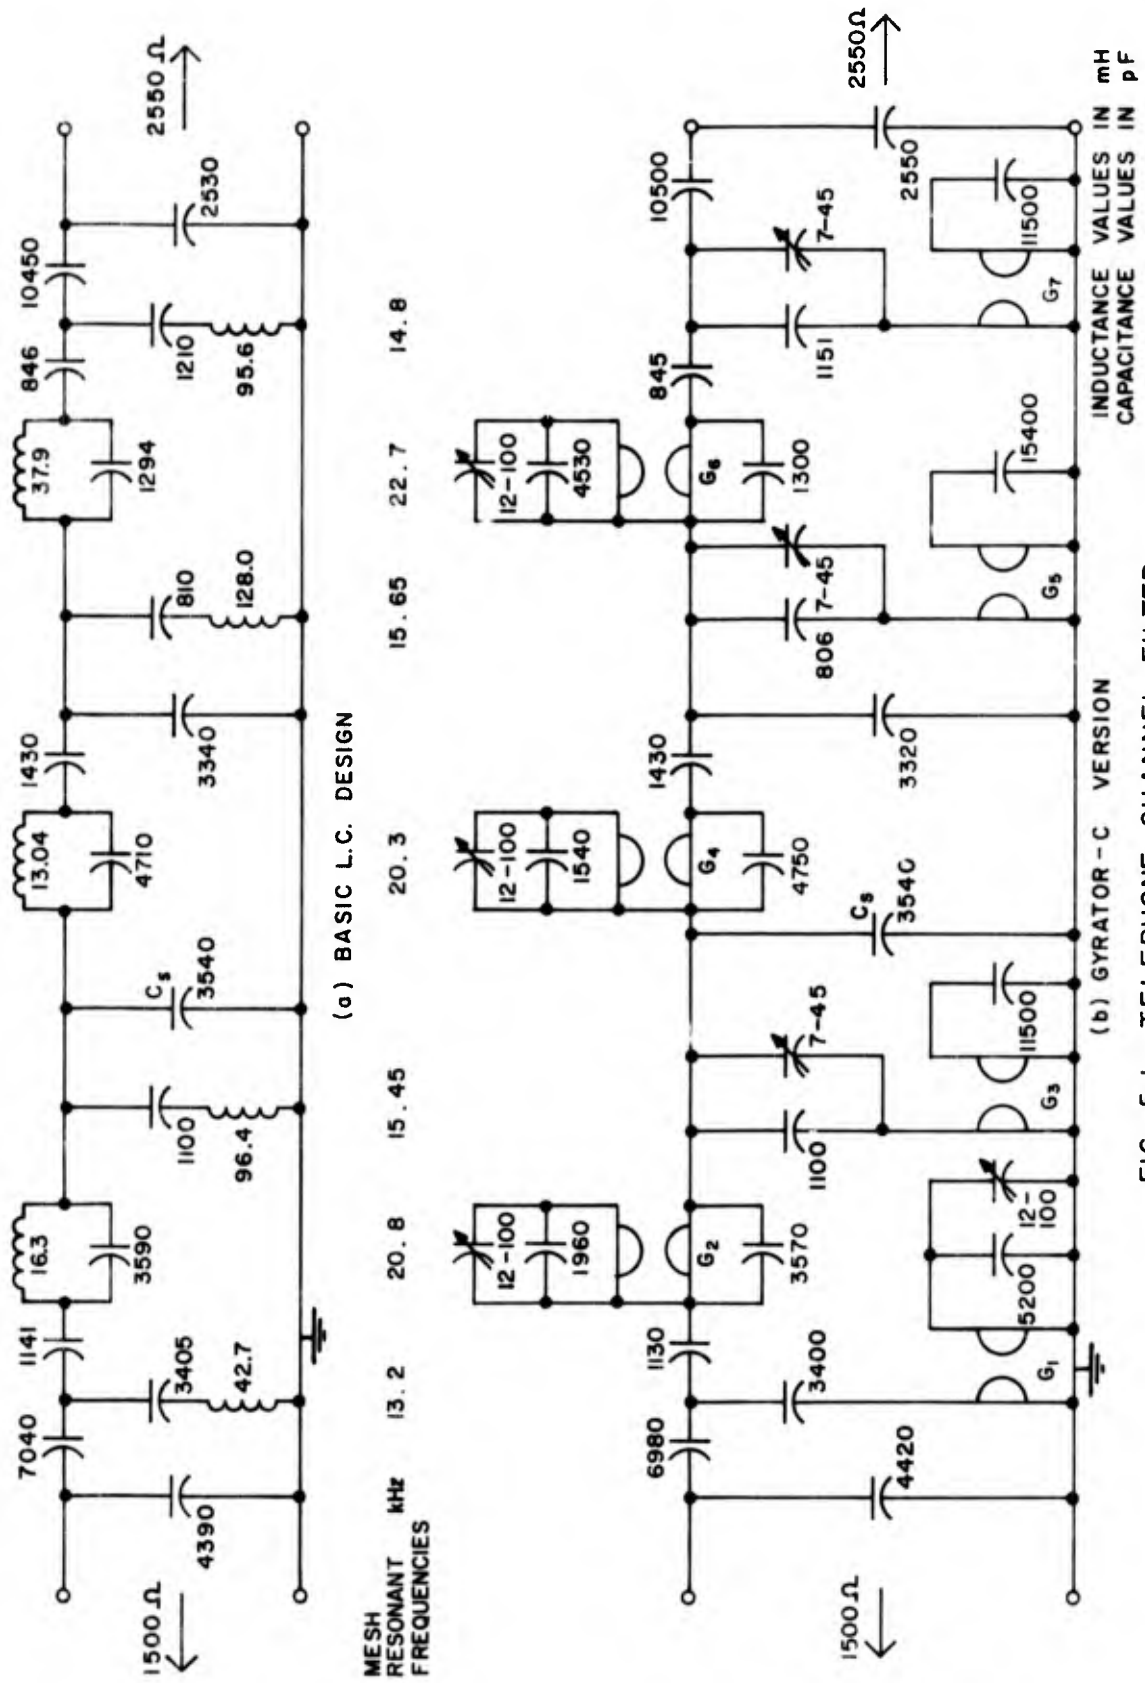 1500Ω
4390
7040
3405
42.7
1141
16.3
3590
1100
96.4
Cs
3540
13.04
4710
1430
3340
810
128.0
37.9
1294
846
1210
95.6
10450
2530
2550Ω
(a) BASIC L.C. DESIGN
MESH
RESONANT kHz 13.2 20.8 15.45 20.3 15.65 22.7 14.8
FREQUENCIES
1500Ω
4420
6980
3400
G1
5200
12-
100
1130
12-100
1960
G2
3570
1100
7-45
G3
11500
Cs
3540
12-100
1540
G4
4750
1430
3320
806
7-45
G5
15400
12-100
4530
G6
1300
845
1151
7-45
G7
11500
10500
2550
2550Ω
(b) GYRATOR-C VERSION
INDUCTANCE VALUES IN mH
CAPACITANCE VALUES IN pF